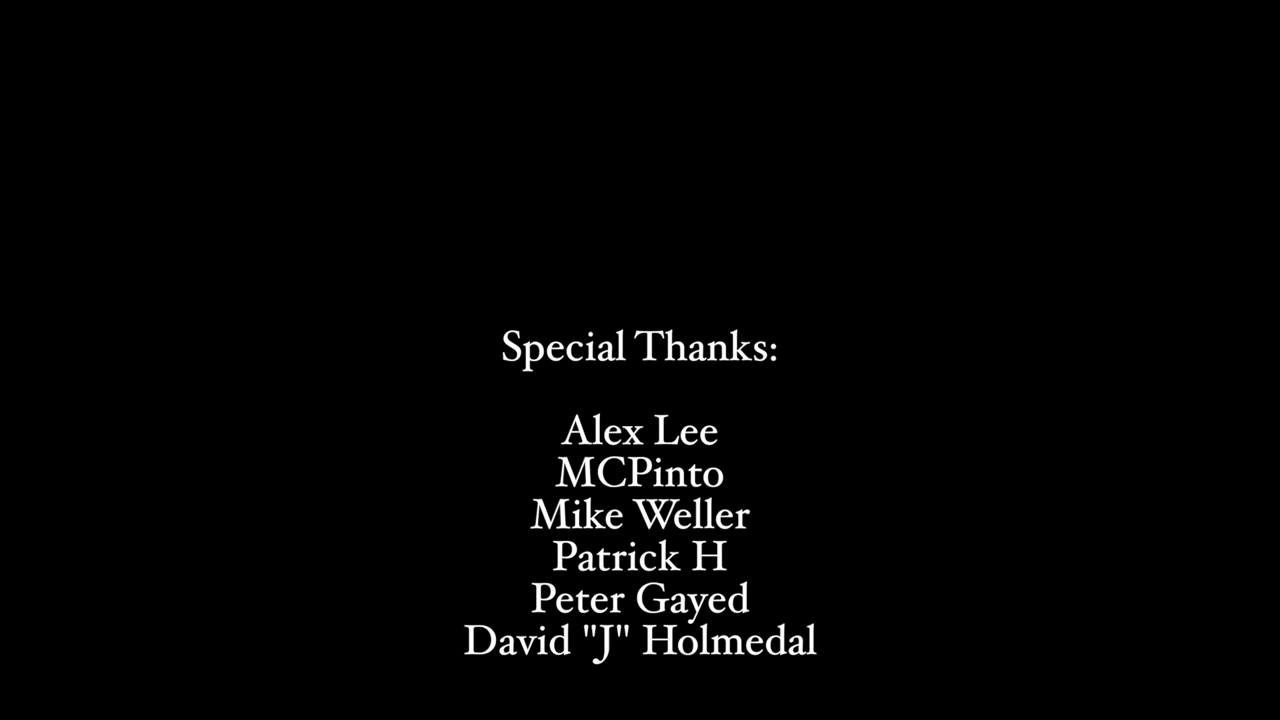 Special Thanks:
Alex Lee
MCPinto
Mike Weller
Patrick H
Peter Gayed
David "J" Holmedal